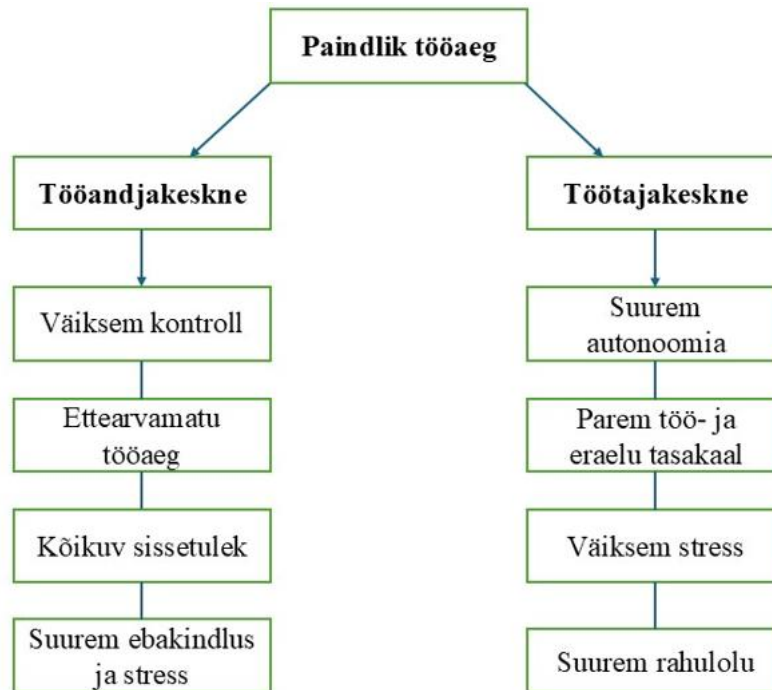 Paindlik tööaeg
Tööandjakeskne
Väiksem kontroll
Ettearvamatu
tööaeg
Kõikuv sissetulek
Suurem ebakindlus
ja stress
Töötajakeskne
Suurem
autonoomia
Parem töö- ja
eraelu tasakaal
Väiksem stress
Suurem rahulolu